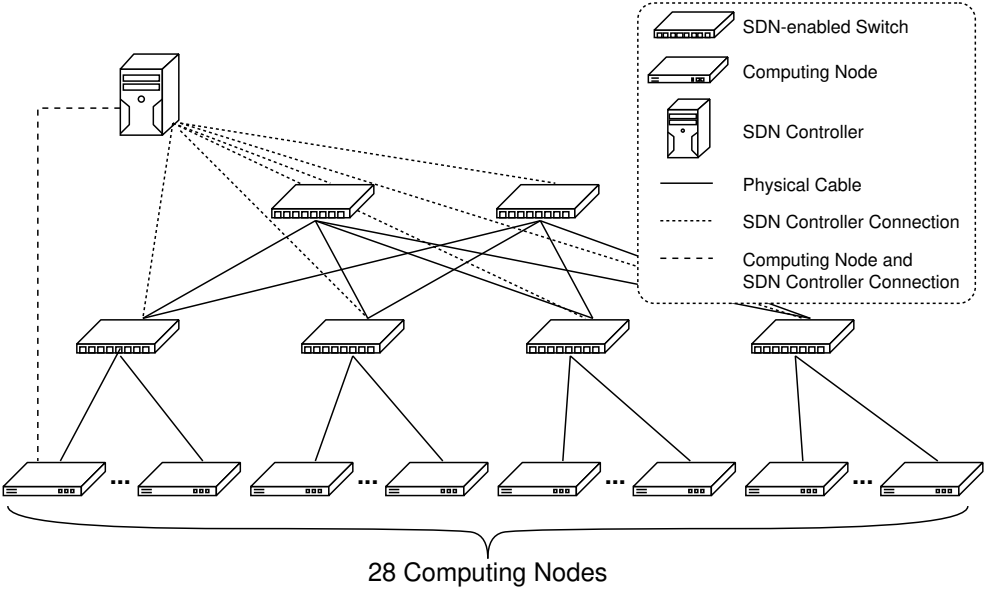 SDN-enabled Switch
Computing Node
SDN Controller
Physical Cable
SDN Controller Connection
Computing Node and
SDN Controller Connection
...
...
...
...
28 Computing Nodes